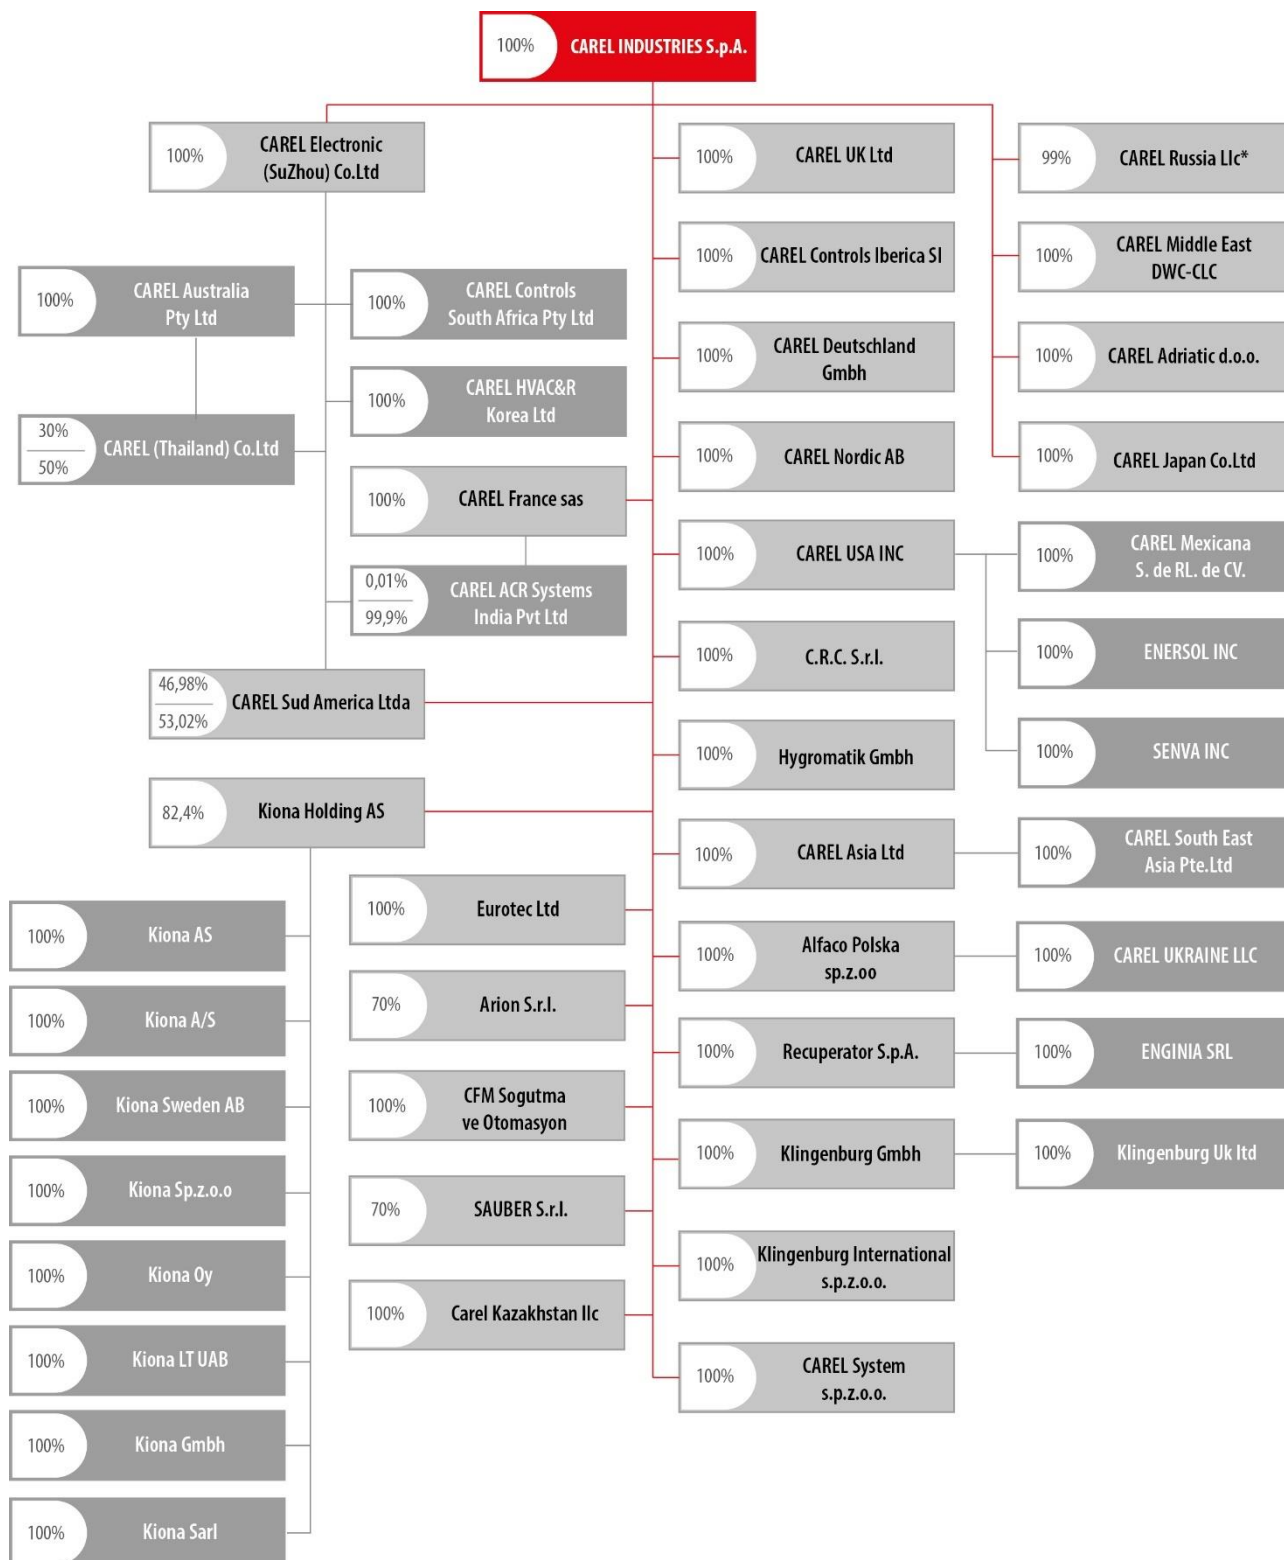 100%
CAREL INDUSTRIES S.p.A.
100%
CAREL Electronic
(SuZhou) Co.Ltd
100%
CAREL Australia
Pty Ltd
100%
CAREL Controls
South Africa Pty Ltd
100%
CAREL HVAC&R
Korea Ltd
30%
50%
CAREL (Thailand) Co.Ltd
100%
CAREL France sas
0,01%
99,9%
CAREL ACR Systems
India Pvt Ltd
46,98%
53,02%
CAREL Sud America Ltda
82,4%
Kiona Holding AS
100%
Kiona AS
100%
Kiona A/S
100%
Kiona Sweden AB
100%
Kiona Sp.z.o.o
100%
Kiona Oy
100%
Kiona LT UAB
100%
Kiona Gmbh
100%
Kiona Sarl
100%
Eurotec Ltd
70%
Arion S.r.l.
100%
CFM Sogutma
ve Otomasyon
70%
SAUBER S.r.l.
100%
Carel Kazakhstan llc
100%
CAREL UK Ltd
100%
CAREL Controls Iberica Sl
100%
CAREL Deutschland
Gmbh
100%
CAREL Nordic AB
100%
CAREL USA INC
100%
C.R.C. S.r.l.
100%
Hygromatik Gmbh
100%
CAREL Asia Ltd
100%
Alfaco Polska
sp.z.oo
100%
Recuperator S.p.A.
100%
Klingenburg Gmbh
100%
Klingenburg International
s.p.z.o.o.
100%
CAREL System
s.p.z.o.o.
99%
CAREL Russia Llc*
100%
CAREL Middle East
DWC-CLC
100%
CAREL Adriatic d.o.o.
100%
CAREL Japan Co.Ltd
100%
CAREL Mexicana
S. de RL. de CV.
100%
ENERSOL INC
100%
SENVA INC
100%
CAREL South East
Asia Pte.Ltd
100%
CAREL UKRAINE LLC
100%
ENGINIA SRL
100%
Klingenburg Uk ltd